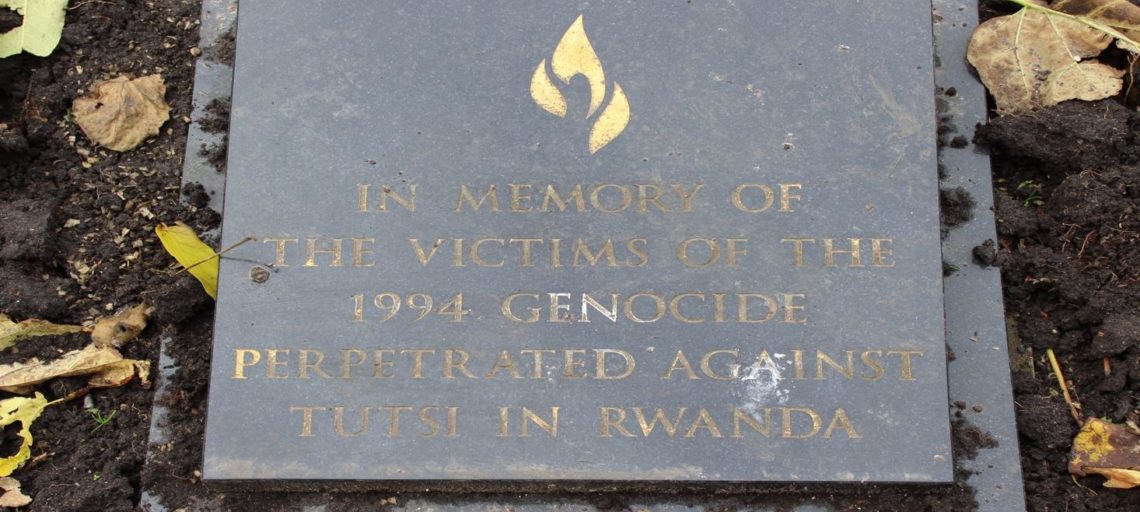 IN MEMORY OF
THE VICTIMS OF THE
1994 GENOCIDE
PERPETRATED AGAINST
TUTSI IN RWANDA